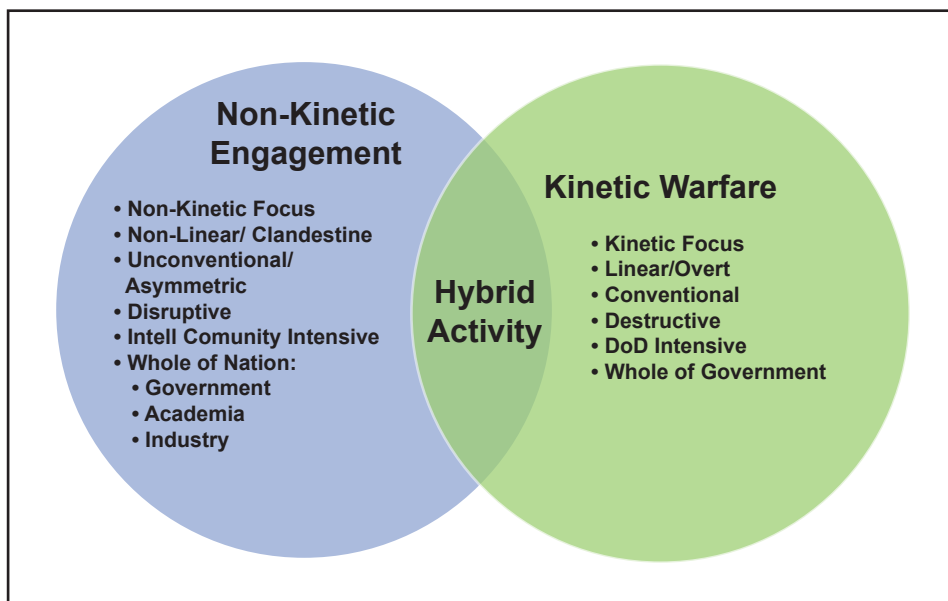 Non-Kinetic
Engagement
• Non-Kinetic Focus
• Non-Linear/ Clandestine
• Unconventional/
Asymmetric
• Disruptive
• Intell Comunity Intensive
• Whole of Nation:
• Government
• Academia
• Industry
Hybrid
Activity
Kinetic Warfare
• Kinetic Focus
• Linear/Overt
• Conventional
• Destructive
• DoD Intensive
• Whole of Government